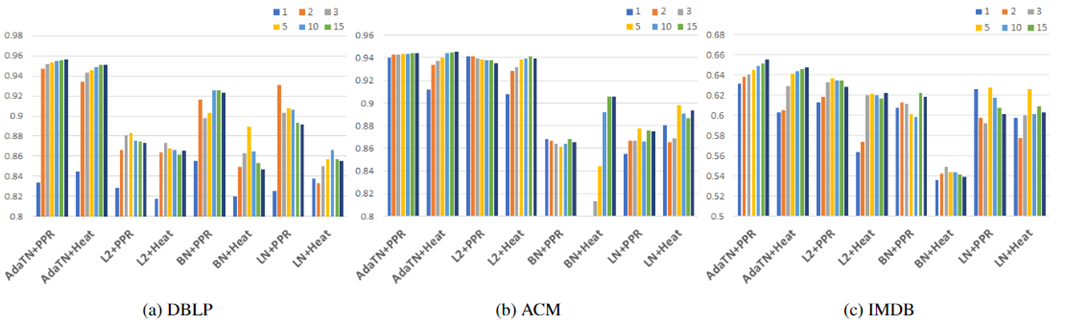 1 2 3
5 10 15
0.98
0.96
0.94
0.92
0.9
0.88
0.86
0.84
0.82
0.8
AdaTN+PPR
AdaTN+Heat
L2+PPR
L2+Heat
BN+PPR
BN+Heat
LN+PPR
LN+Heat
(a) DBLP
1 2 3
5 10 15
0.96
0.94
0.92
0.9
0.88
0.86
0.84
0.82
0.8
AdaTN+PPR
AdaTN+Heat
L2+PPR
L2+Heat
BN+PPR
BN+Heat
LN+PPR
LN+Heat
(b) ACM
1 2 3
5 10 15
0.68
0.64
0.62
0.6
0.58
0.56
0.54
0.52
0.5
AdaTN+PPR
AdaTN+Heat
L2+PPR
L2+Heat
BN+PPR
BN+Heat
LN+PPR
LN+Heat
(c) IMDB